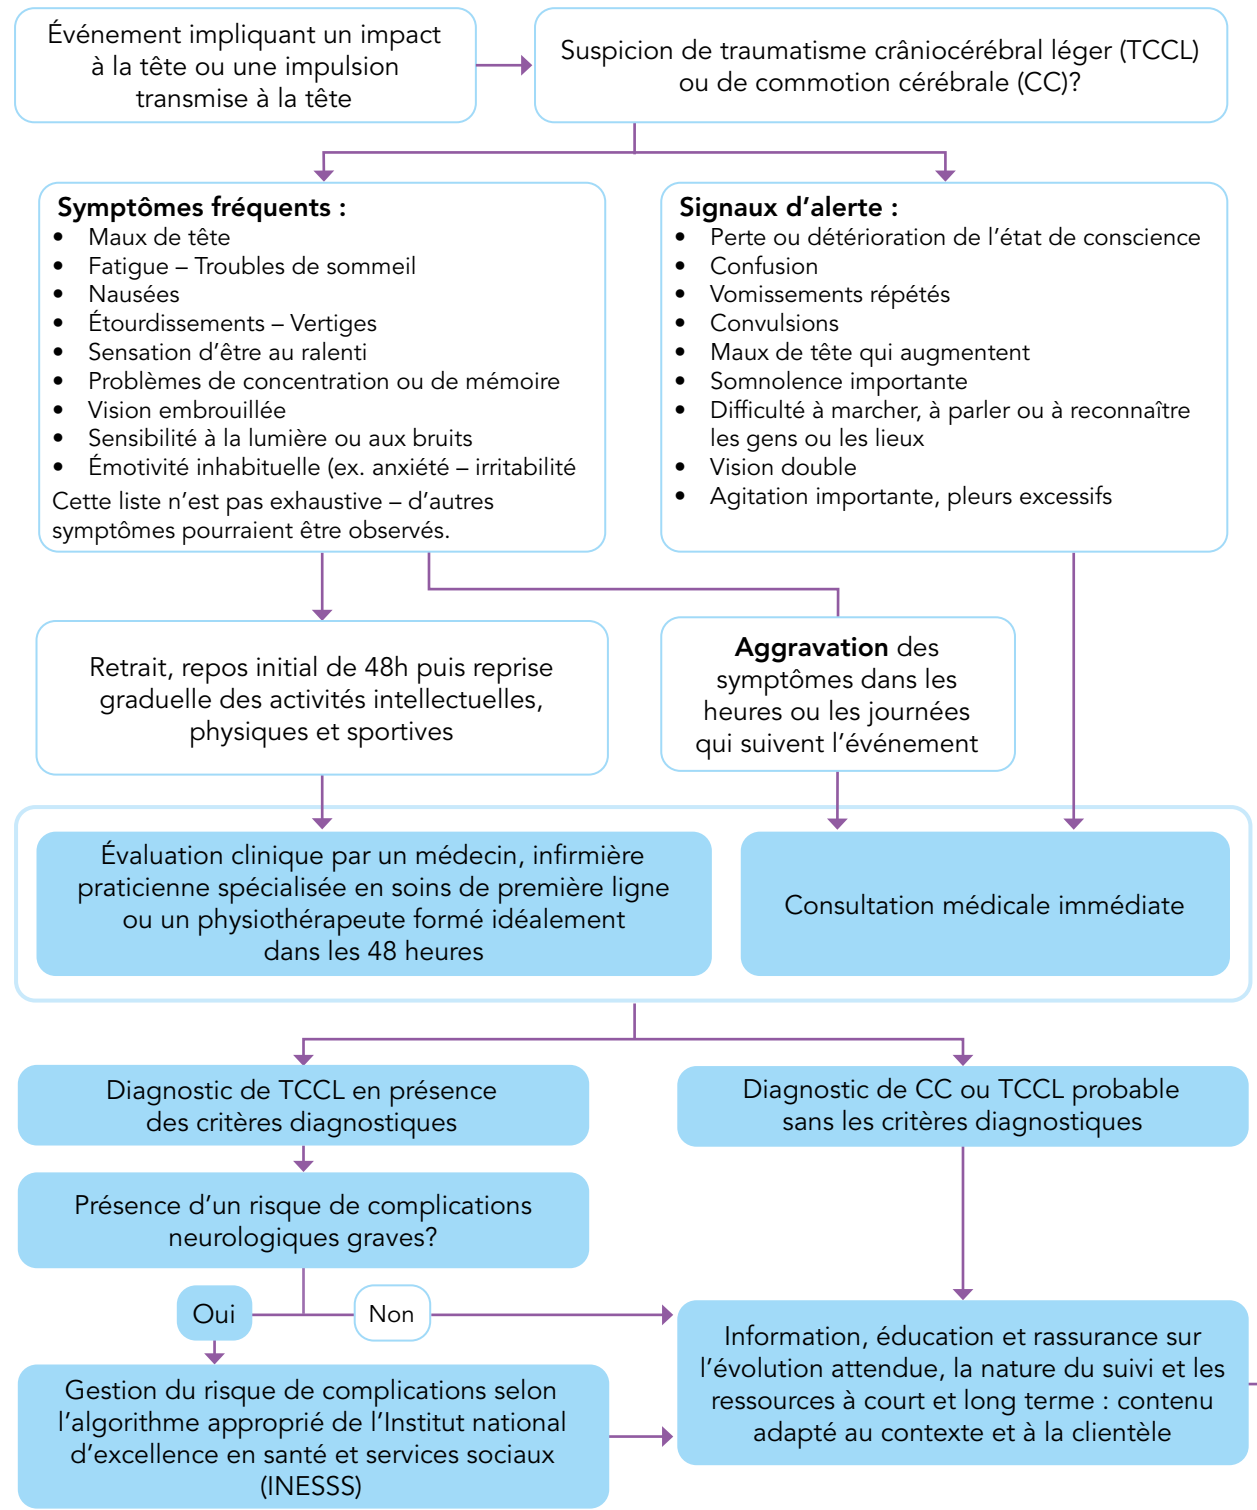 Événement impliquant un impact
à la tête ou une impulsion
transmise à la tête
Suspicion de traumatisme crâniocérébral léger (TCCL)
ou de commotion cérébrale (CC)?
Symptômes fréquents :
• Maux de tête
• Fatigue – Troubles de sommeil
• Nausées
• Étourdissements – Vertiges
• Sensation d’être au ralenti
• Problèmes de concentration ou de mémoire
• Vision embrouillée
• Sensibilité à la lumière ou aux bruits
• Émotivité inhabituelle (ex. anxiété – irritabilité
Cette liste n’est pas exhaustive – d’autres
symptômes pourraient être observés.
Signaux d’alerte :
• Perte ou détérioration de l’état de conscience
• Confusion
• Vomissements répétés
• Convulsions
• Maux de tête qui augmentent
• Somnolence importante
• Difficulté à marcher, à parler ou à reconnaître
les gens ou les lieux
• Vision double
• Agitation importante, pleurs excessifs
Retrait, repos initial de 48h puis reprise
graduelle des activités intellectuelles,
physiques et sportives
Aggravation des
symptômes dans les
heures ou les journées
qui suivent l’événement
Évaluation clinique par un médecin, infirmière
praticienne spécialisée en soins de première ligne
ou un physiothérapeute formé idéalement
dans les 48 heures
Consultation médicale immédiate
Diagnostic de TCCL en présence
des critères diagnostiques
Diagnostic de CC ou TCCL probable
sans les critères diagnostiques
Présence d’un risque de complications
neurologiques graves?
Oui
Non
Gestion du risque de complications selon
l’algorithme approprié de l’Institut national
d’excellence en santé et services sociaux
(INESSS)
Information, éducation et rassurance sur
l’évolution attendue, la nature du suivi et les
ressources à court et long terme : contenu
adapté au contexte et à la clientèle